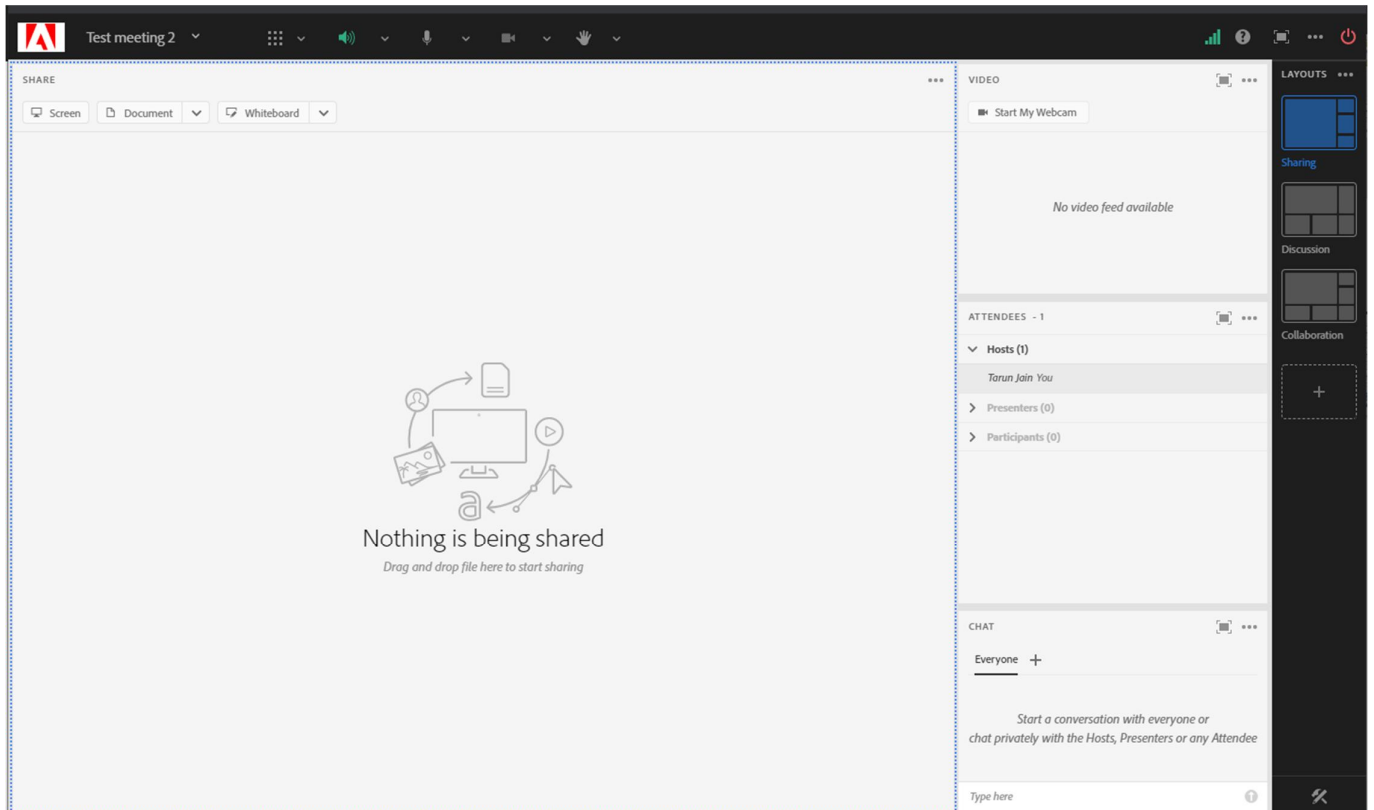 Test meeting 2
SHARE
Screen
Document
Whiteboard
Nothing is being shared
Drag and drop file here to start sharing
VIDEO
Start My Webcam
No video feed available
ATTENDEES - 1
Hosts (1)
Tarun Jain You
Presenters (0)
Participants (0)
CHAT
Everyone
Start a conversation with everyone or
chat privately with the Hosts, Presenters or any Attendee
Type here
LAYOUTS
Sharing
Discussion
Collaboration